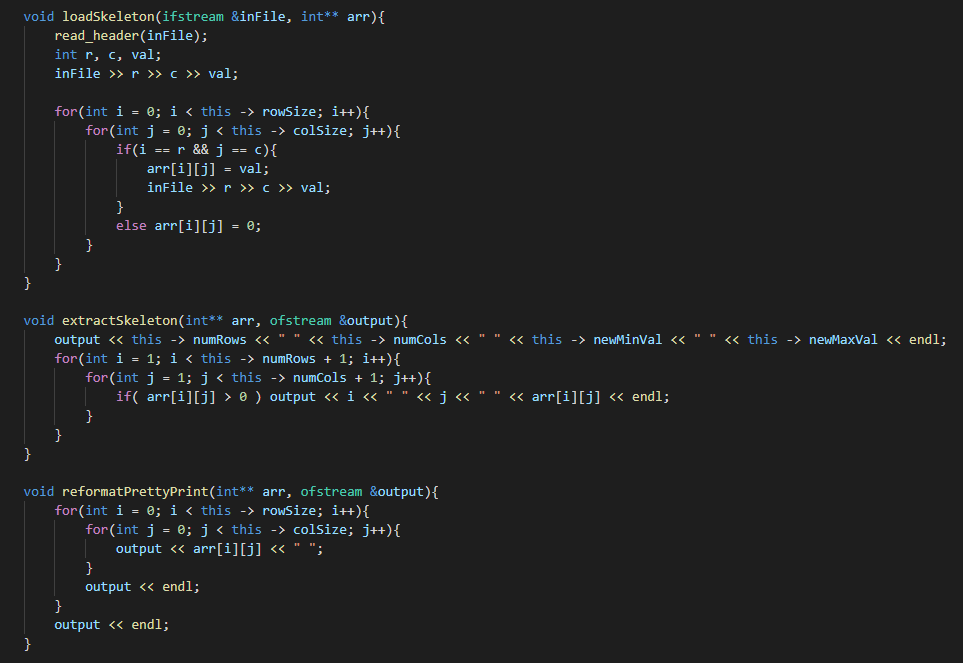 void loadSkeleton(ifstream &inFile, int** arr){
    read_header(inFile);
    int r, c, val;
    inFile >> r >> c >> val;

    for(int i = 0; i < this -> rowSize; i++){
        for(int j = 0; j < this -> colSize; j++){
            if(i == r && j == c){
                arr[i][j] = val;
                inFile >> r >> c >> val;
            }
            else arr[i][j] = 0;
        }
    }
}

void extractSkeleton(int** arr, ofstream &output){
    output << this -> numRows << " " << this -> numCols << " " << this -> newMinVal << " " << this -> newMaxVal << endl;
    for(int i = 1; i < this -> numRows + 1; i++){
        for(int j = 1; j < this -> numCols + 1; j++){
            if( arr[i][j] > 0 ) output << i << " " << j << " " << arr[i][j] << endl;
        }
    }
}

void reformatPrettyPrint(int** arr, ofstream &output){
    for(int i = 0; i < this -> rowSize; i++){
        for(int j = 0; j < this -> colSize; j++){
            output << arr[i][j] << " ";
        }
        output << endl;
    }
    output << endl;
}